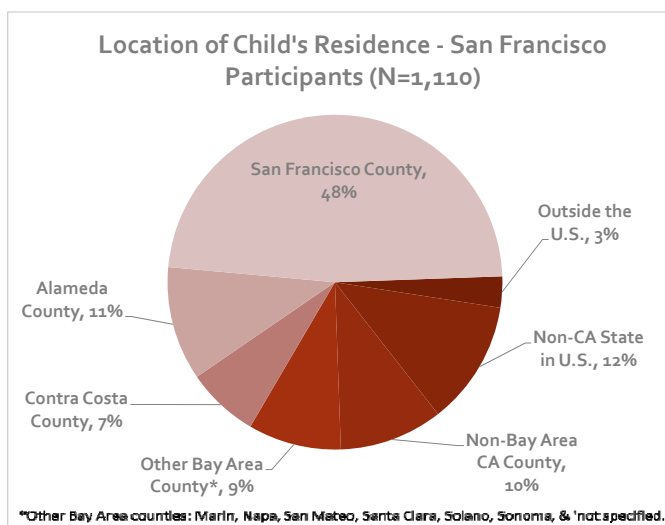 Location of Child's Residence - San Francisco
Participants (N=1,110)
San Francisco County,
48%
Outside the
U.S., 3%
Non-CA State
in U.S., 12%
Non-Bay Area
CA County,
10%
Other Bay Area
County*, 9%
Contra Costa
County, 7%
Alameda
County, 11%
*Other Bay Area counties: Marin, Napa, San Mateo, Santa Clara, Solano, Sonoma, & 'not specified.